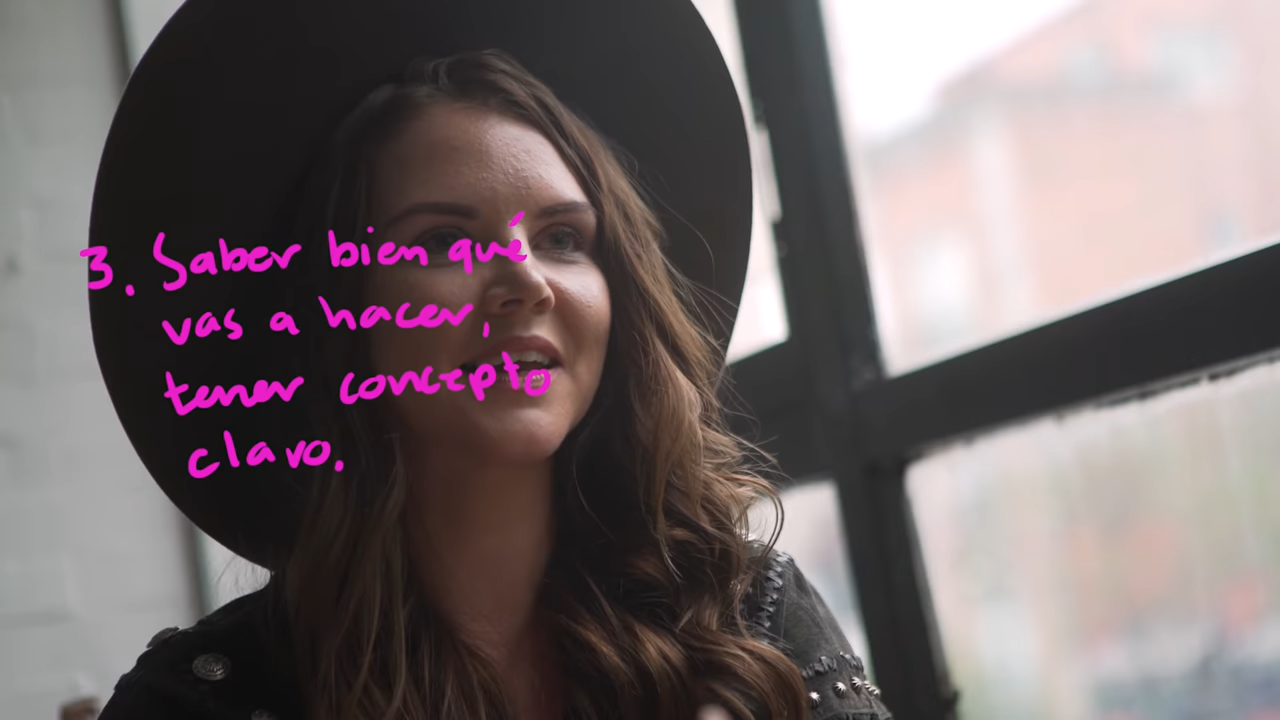 3. Saber bien qué
vas a hacer,
tener concepto
claro.